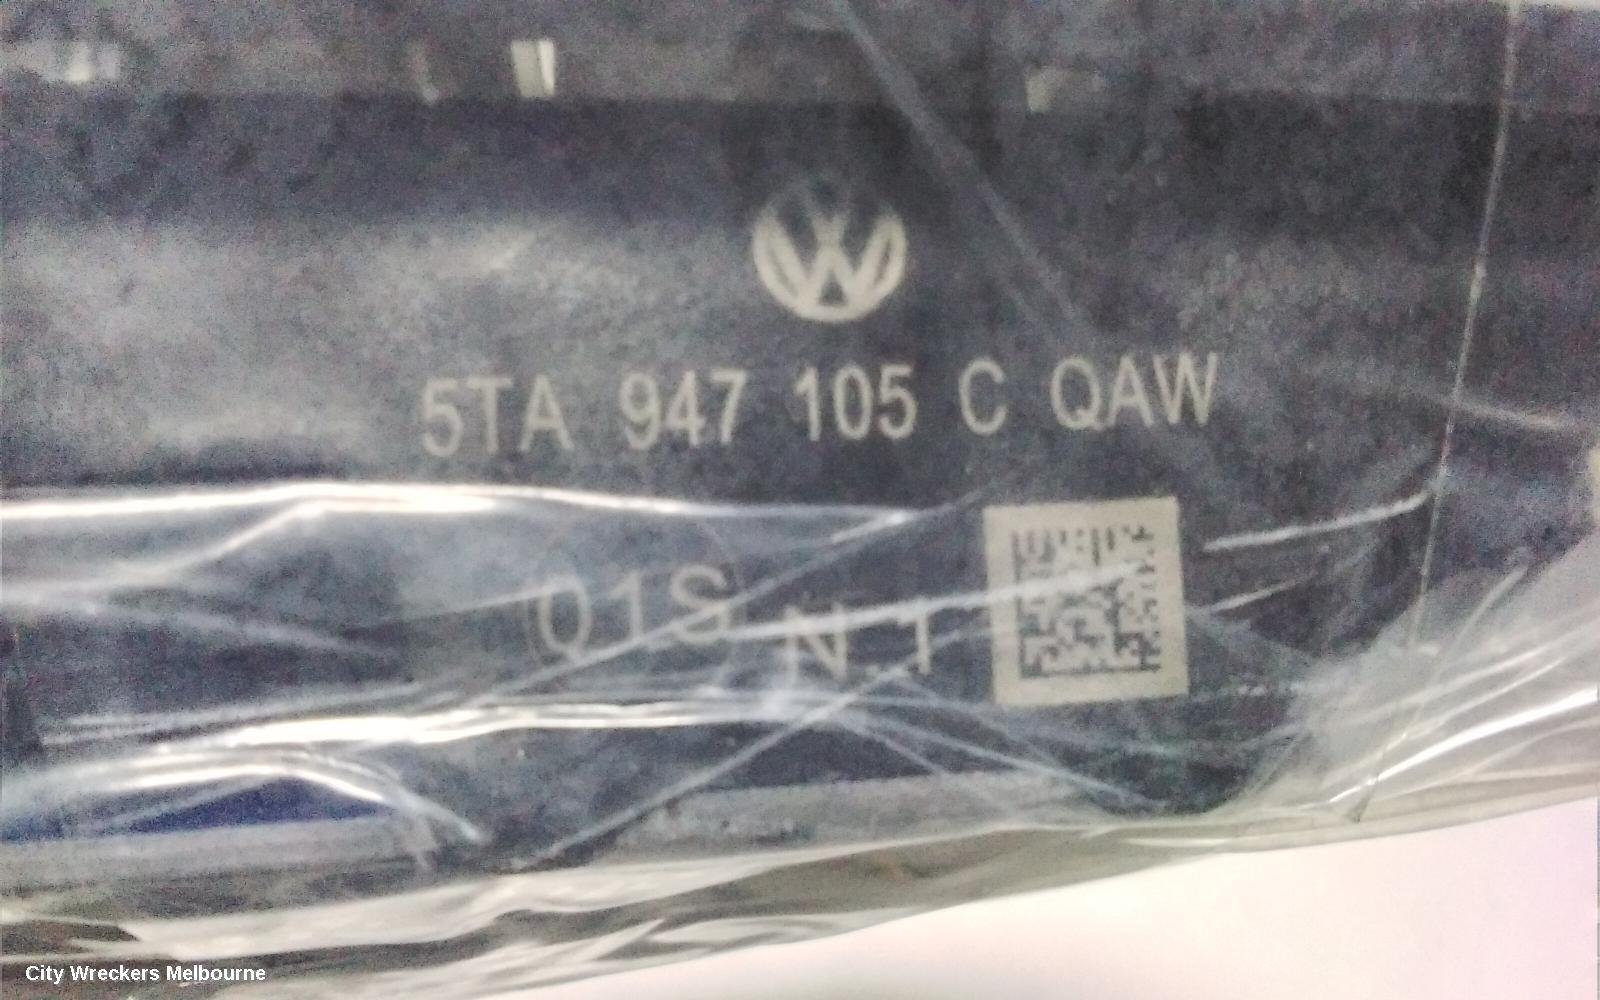 5TA 947 105 C QAW
01S N.1
City Wreckers Melbourne